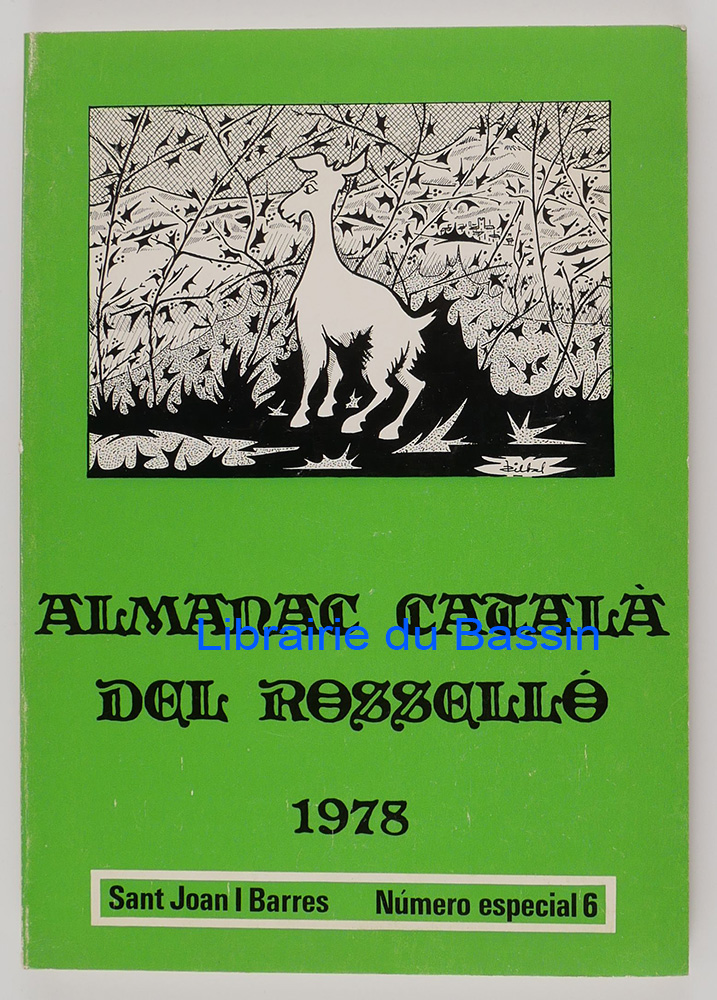 ALMANAC CATALÀ
Librairie du Bassin
DEL ROSSELLÓ
1978
Sant Joan I Barres Número especial 6